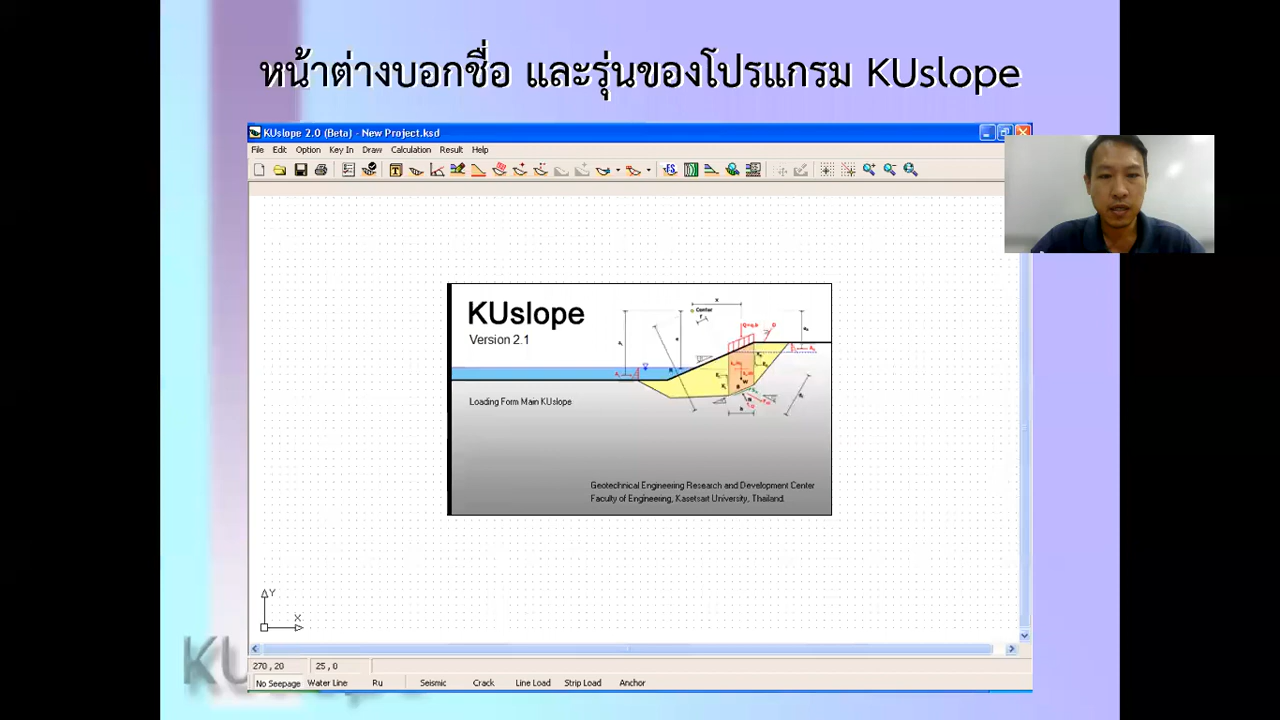 หน้าต่างบอกชื่อ และรุ่นของโปรแกรม KUslope
KUslope 2.0 (Beta) - New Project.ksd
File Edit Option Key In Draw Calculation Result Help
FS
KUslope
Version 2.1
Center
Loading Form Main KUslope
Geotechnical Engineering Research and Development Center
Faculty of Engineering, Kasetsart University, Thailand.
Y
X
270, 20 25, 0
No Seepage Water Line Ru Seismic Crack Line Load Strip Load Anchor
KU